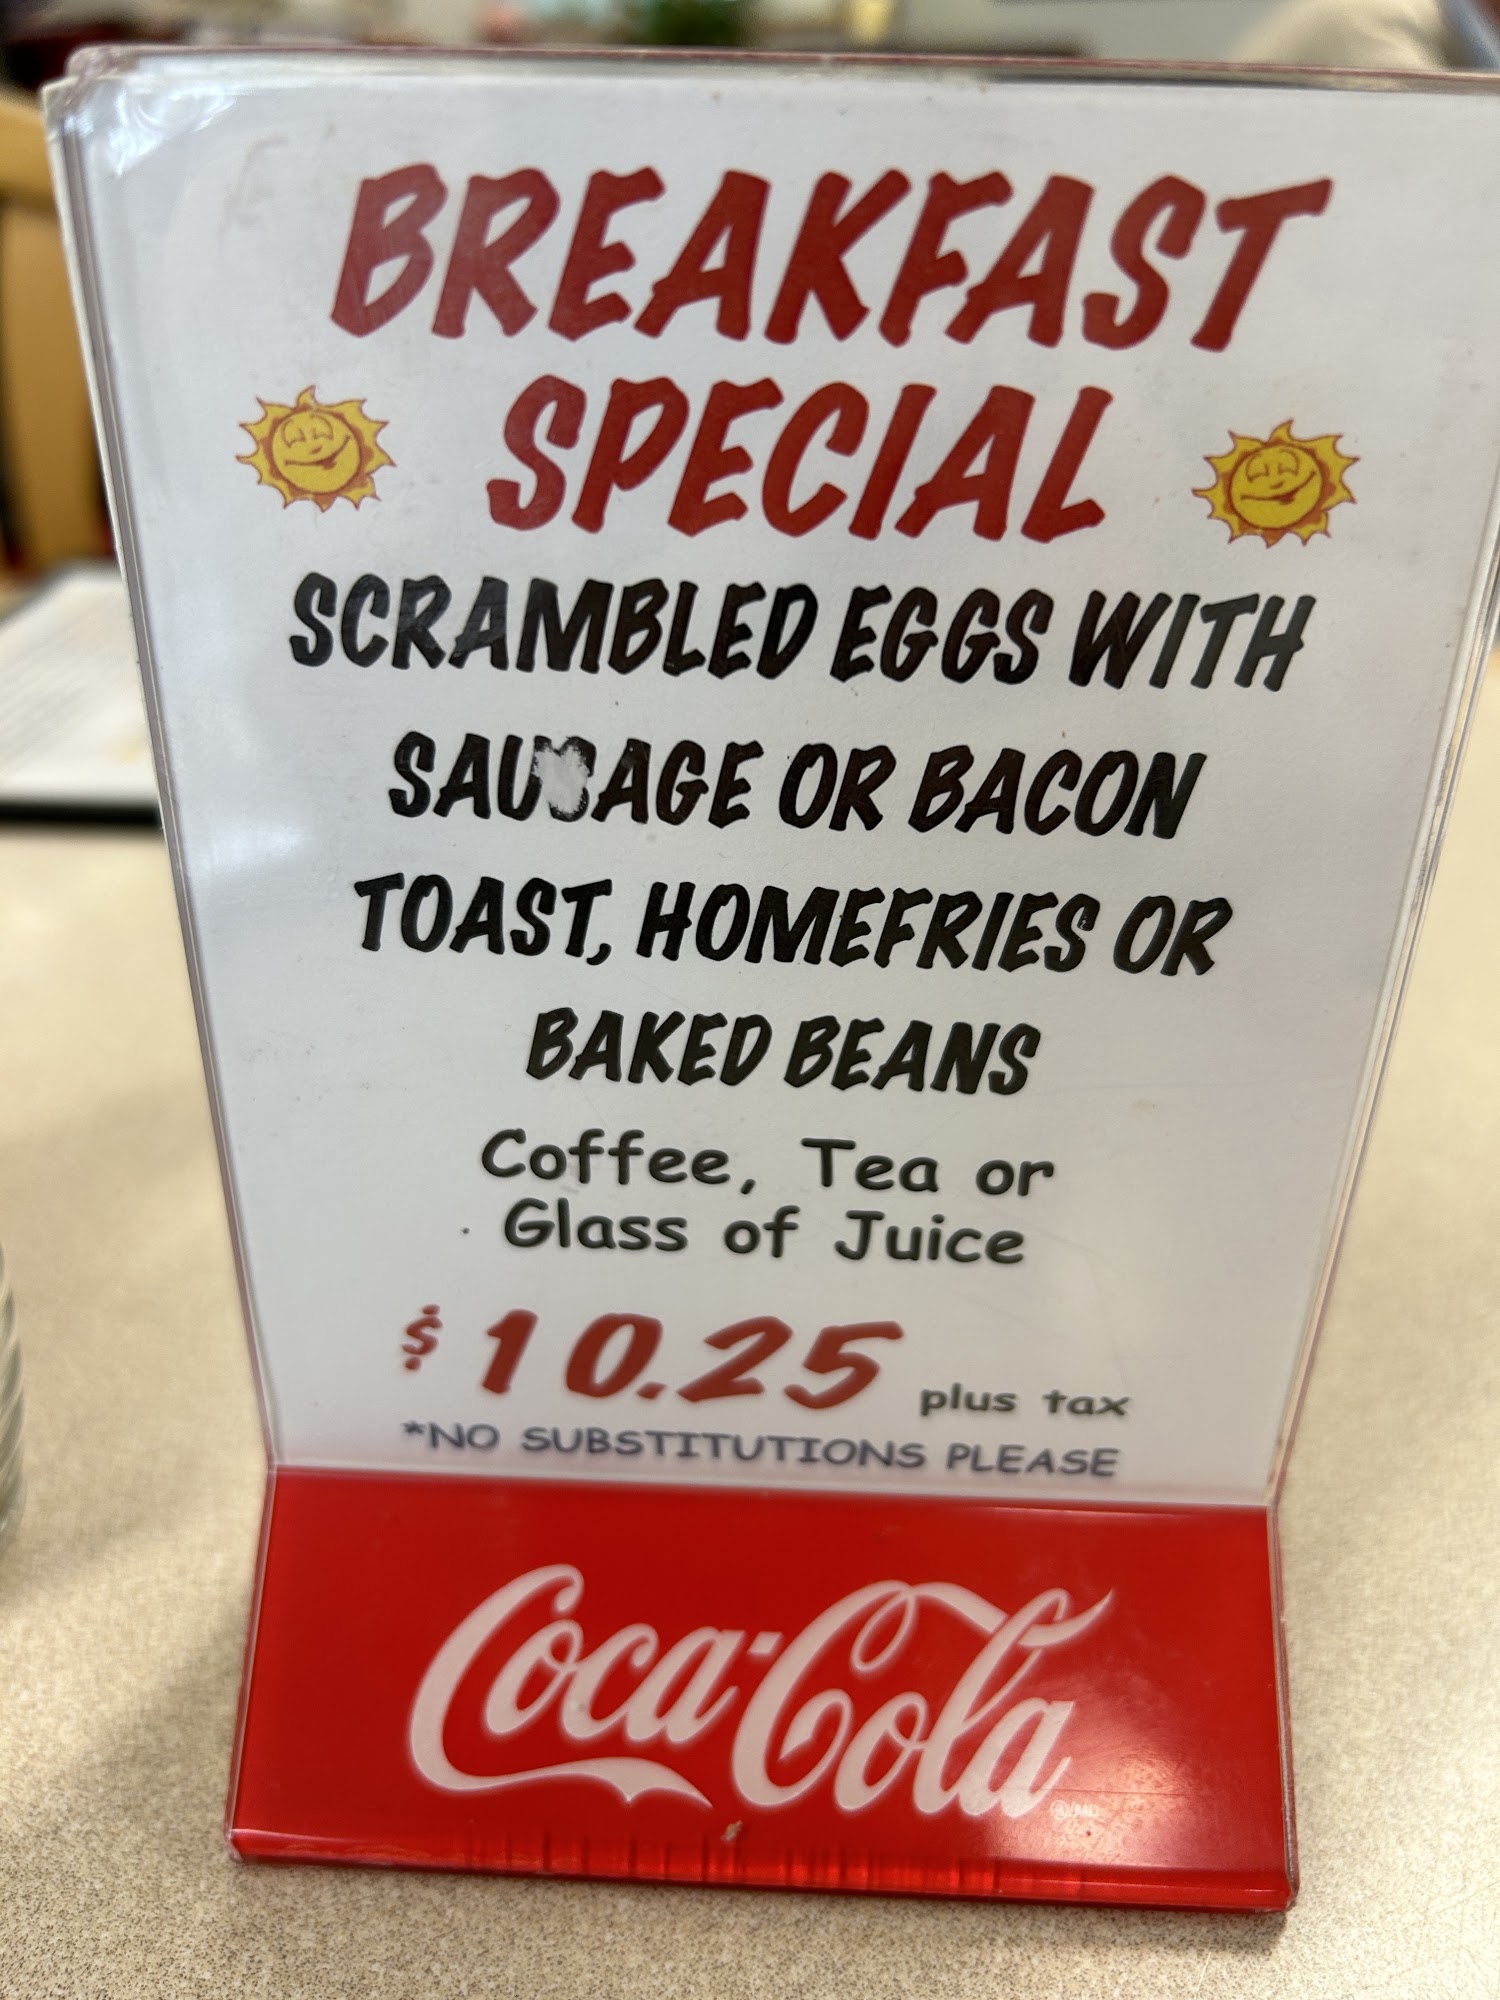 BREAKFAST
SPECIAL
SCRAMBLED EGGS WITH
SAUSAGE OR BACON
TOAST, HOMEFRIES OR
BAKED BEANS
Coffee, Tea or
Glass of Juice
$10.25 plus tax
*NO SUBSTITUTIONS PLEASE
Coca-Cola